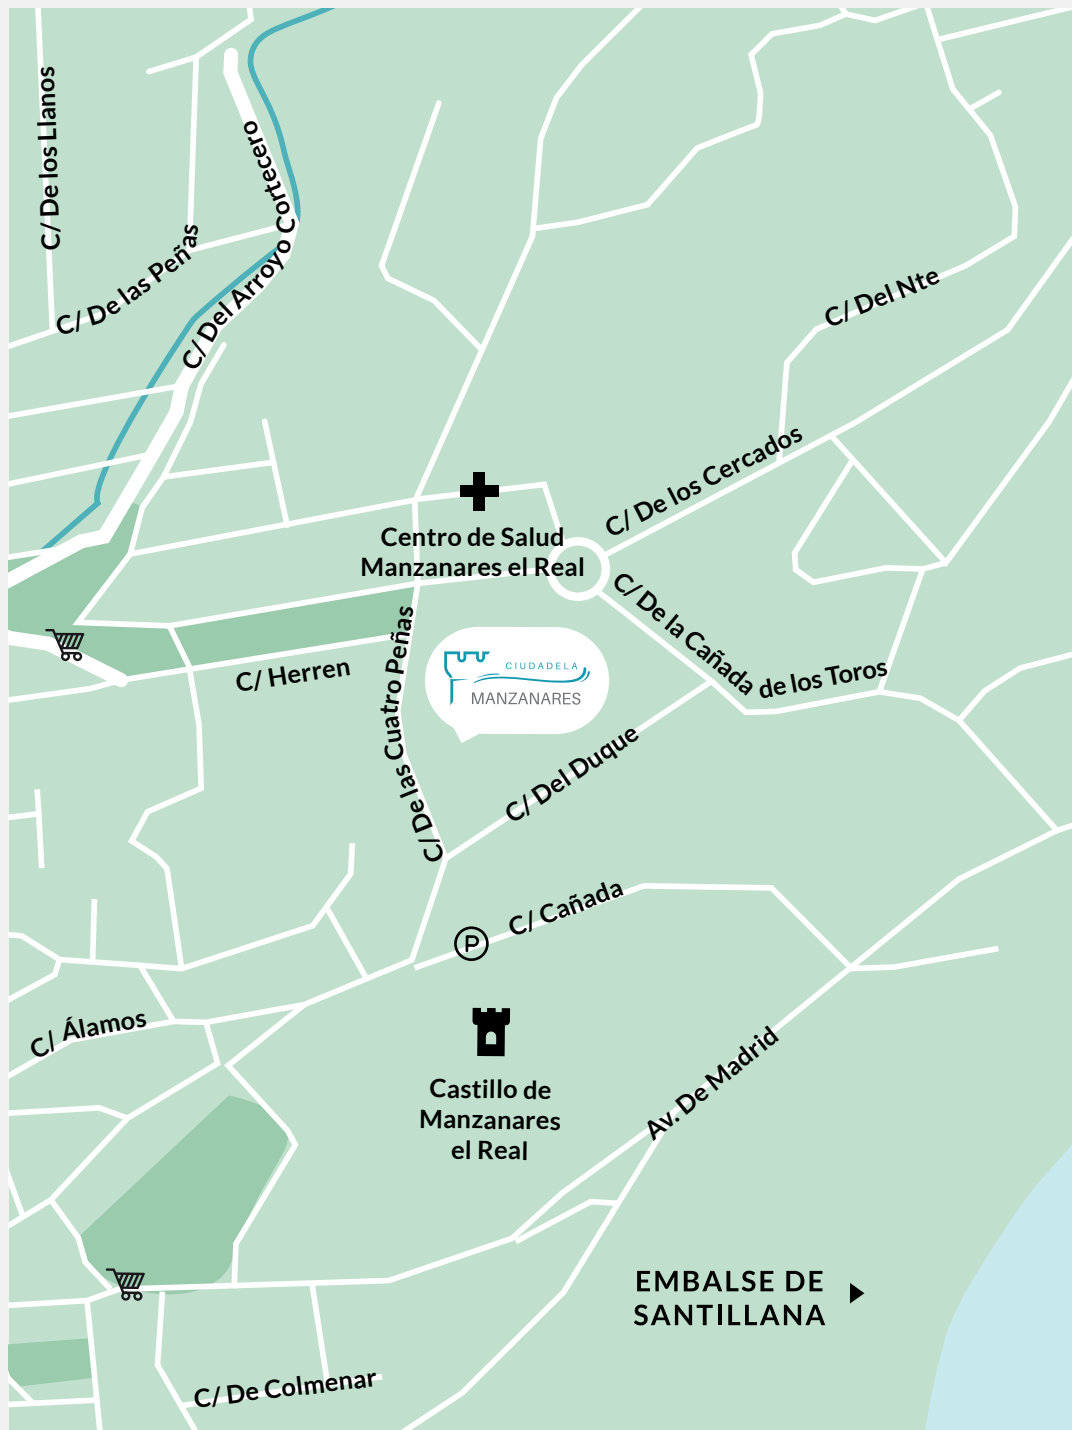 C/ De los Llanos
C/ De las Peñas
C/ Del Arroyo Cortecero
C/ Del Nte
C/ De los Cercados
Centro de Salud
Manzanares el Real
C/ De la Cañada de los Toros
C/ Herren
C/ De las Cuatro Peñas
CIUDADELA
MANZANARES
C/ Del Duque
C/ Cañada
P
C/ Álamos
Castillo de
Manzanares
el Real
Av. De Madrid
EMBALSE DE
SANTILLANA
C/ De Colmenar